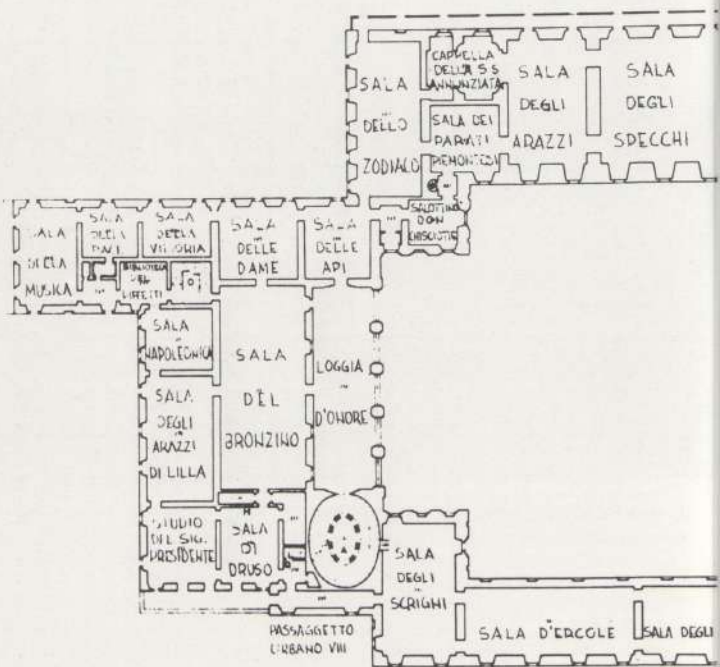 CAPPELLA
DELLA S S
ANNUNZIATA
SALA
DELLO
ZODIACO
SALA DEI
PARATI
PIEMONTESI
SALA
DEGLI
ARAZZI
SALA
DEGLI
SPECCHI
SALOTTINO
DON
CHISCIOTTE
SALA
DELLA
MUSICA
SALA
DELLA
PACE
SALA
DELLA
VITTORIA
SALA
DELLE
DAME
SALA
DELLE
API
BIBLIOTECA
DEL
PIFFETTI
SALA
NAPOLEONICA
SALA
DEL
BRONZINO
LOGGIA
D'ONORE
SALA
DEGLI
ARAZZI
DI LILLA
STUDIO
DEL SIG.
PRESIDENTE
SALA
DI
DRUSO
SALA
DEGLI
SCRIGNI
PASSAGGETTO
URBANO VIII
SALA D'ERCOLE
SALA DEGLI